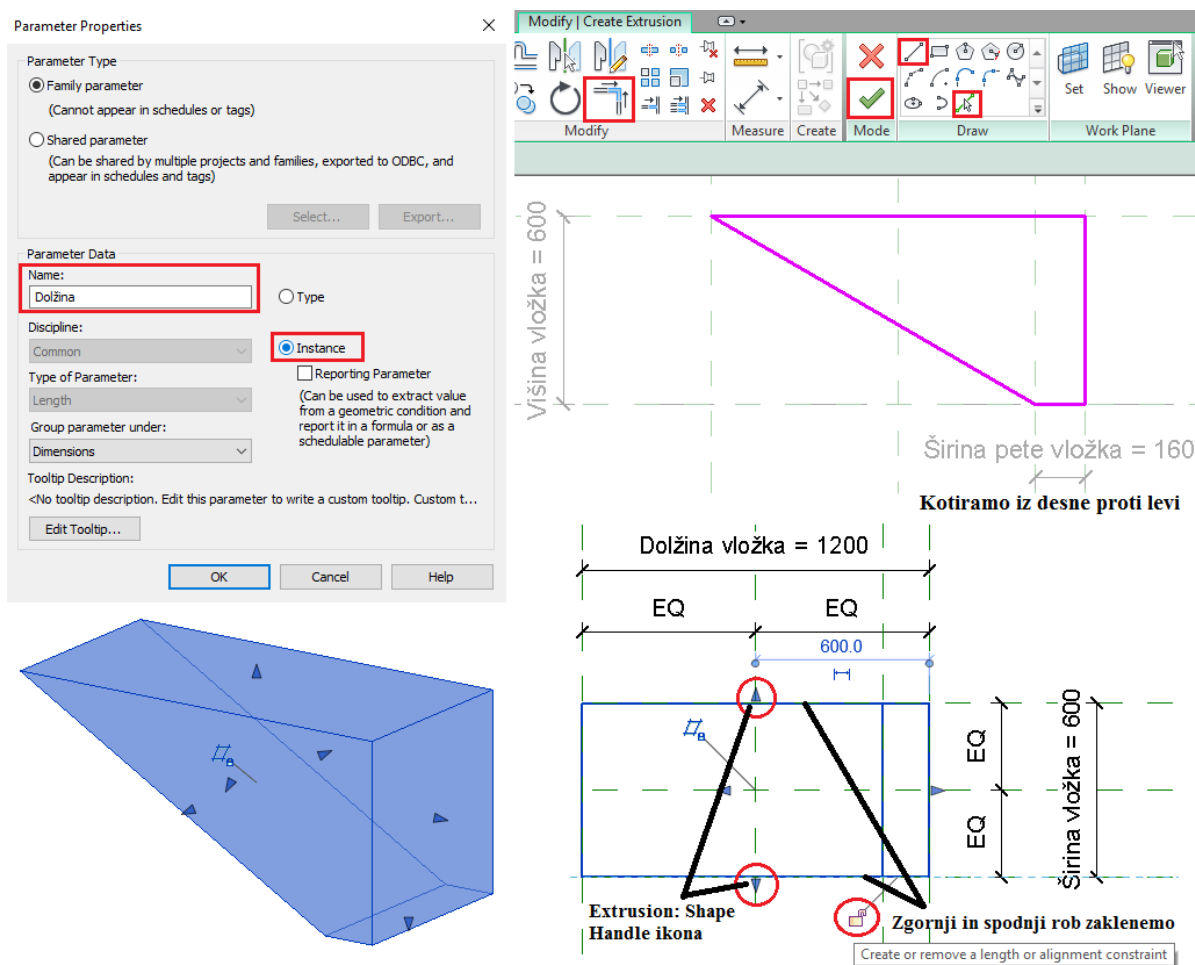 Parameter Properties
Parameter Type
Family parameter
(Cannot appear in schedules or tags)
Shared parameter
(Can be shared by multiple projects and families, exported to ODBC, and
appear in schedules and tags)
Select...
Export...
Parameter Data
Name:
Dolžina
Type
Discipline:
Common
Instance
Reporting Parameter
(Can be used to extract value
from a geometric condition and
report it in a formula or as a
schedulable parameter)
Type of Parameter:
Length
Group parameter under:
Dimensions
Tooltip Description:
<No tooltip description. Edit this parameter to write a custom tooltip. Custom t...
Edit Tooltip...
OK
Cancel
Help
Modify | Create Extrusion
Set
Show
Viewer
Modify
Measure
Create
Mode
Draw
Work Plane
Višina vložka = 600
Širina pete vložka = 160
Kotiramo iz desne proti levi
Dolžina vložka = 1200
EQ
EQ
600.0
EQ
EQ
Širina vložka = 600
Extrusion: Shape
Handle ikona
Zgornji in spodnji rob zaklenemo
Create or remove a length or alignment constraint